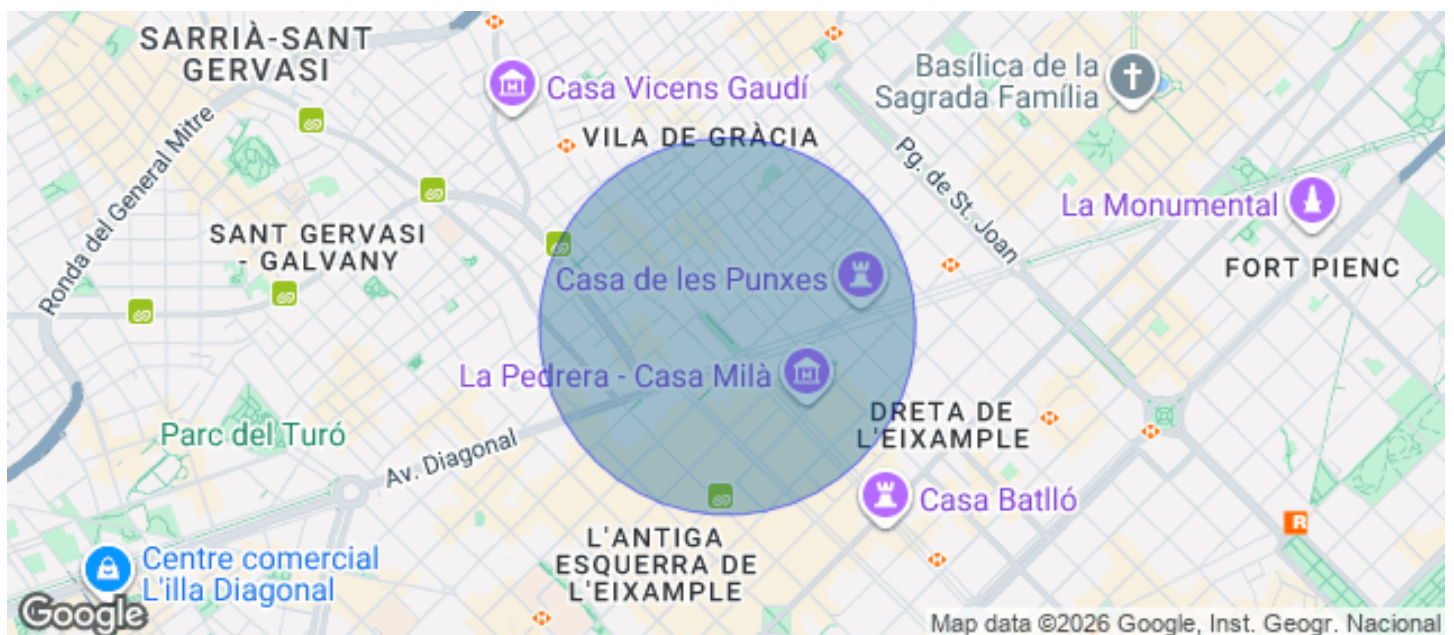 SARRIÀ-SANT
GERVASI
Casa Vicens Gaudí
Basílica de la
Sagrada Família
VILA DE GRÀCIA
Ronda del General Mitre
Pg. de St. Joan
La Monumental
SANT GERVASI
- GALVANY
Casa de les Punxes
FORT PIENC
La Pedrera - Casa Milà
DRETA DE
L'EIXAMPLE
Parc del Turó
Av. Diagonal
Casa Batlló
R
L'ANTIGA
ESQUERRA DE
L'EIXAMPLE
Centre comercial
L'illa Diagonal
Google
Map data ©2026 Google, Inst. Geogr. Nacional